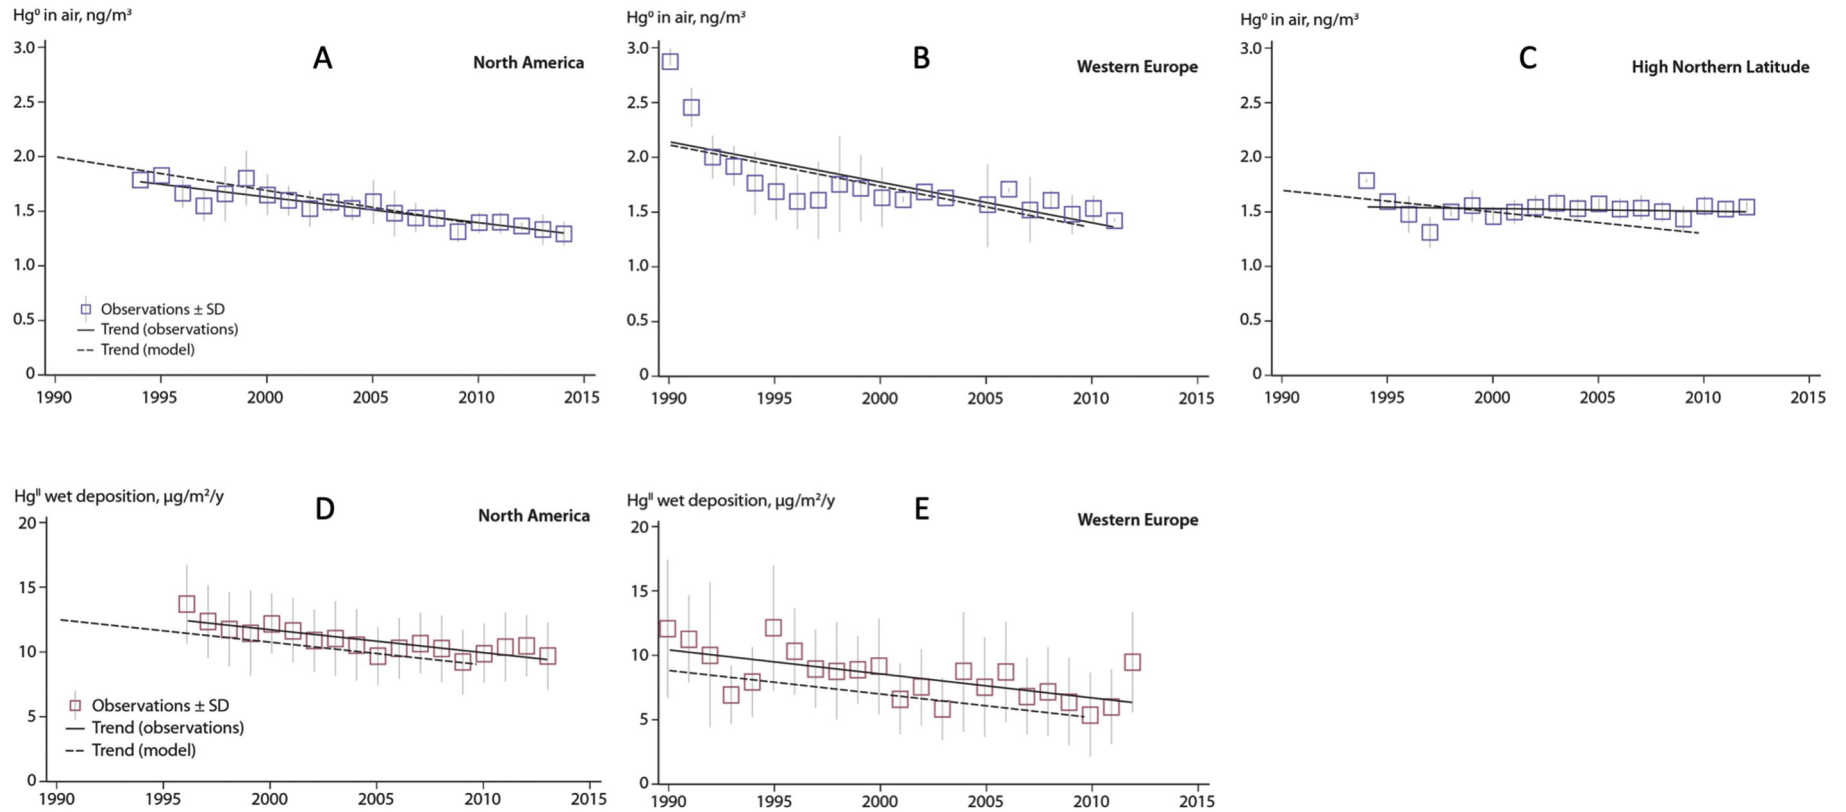 Hg⁰ in air, ng/m³
A
North America
3.0
2.5
2.0
1.5
1.0
0.5
0
Observations ± SD
Trend (observations)
Trend (model)
1990 1995 2000 2005 2010 2015
Hg⁰ in air, ng/m³
B
Western Europe
3.0
2.5
2.0
1.5
1.0
0.5
0
1990 1995 2000 2005 2010 2015
Hg⁰ in air, ng/m³
C
High Northern Latitude
3.0
2.5
2.0
1.5
1.0
0.5
0
1990 1995 2000 2005 2010 2015
Hgᴵᴵ wet deposition, µg/m²/y
D
North America
20
15
10
5
0
Observations ± SD
Trend (observations)
Trend (model)
1990 1995 2000 2005 2010 2015
Hgᴵᴵ wet deposition, µg/m²/y
E
Western Europe
20
15
10
5
0
1990 1995 2000 2005 2010 2015